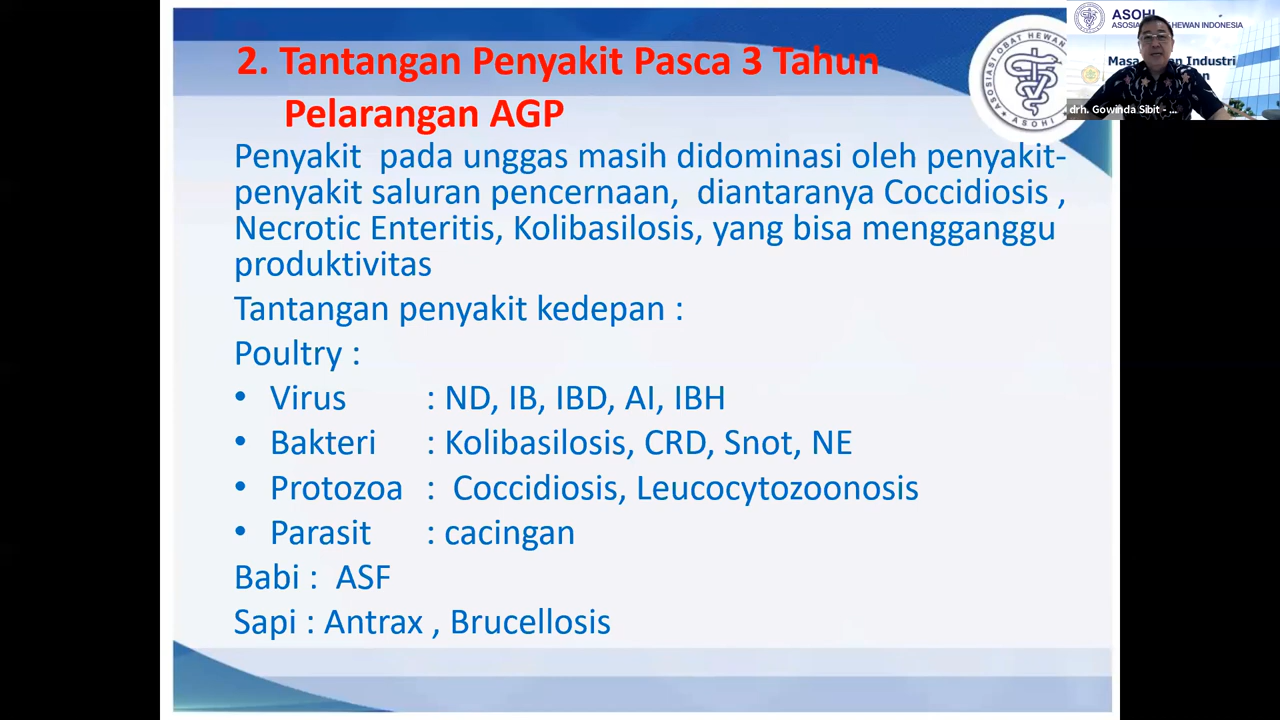 2. Tantangan Penyakit Pasca 3 Tahun
Pelarangan AGP
Penyakit pada unggas masih didominasi oleh penyakit-
penyakit saluran pencernaan, diantaranya Coccidiosis ,
Necrotic Enteritis, Kolibasilosis, yang bisa mengganggu
produktivitas
Tantangan penyakit kedepan :
Poultry :
• Virus : ND, IB, IBD, AI, IBH
• Bakteri : Kolibasilosis, CRD, Snot, NE
• Protozoa : Coccidiosis, Leucocytozoonosis
• Parasit : cacingan
Babi : ASF
Sapi : Antrax , Brucellosis
ASOSIASI OBAT HEWAN
ASOHI
ASOHI
HEWAN INDONESIA
Industri
drh. Gowinda Sibit - ...